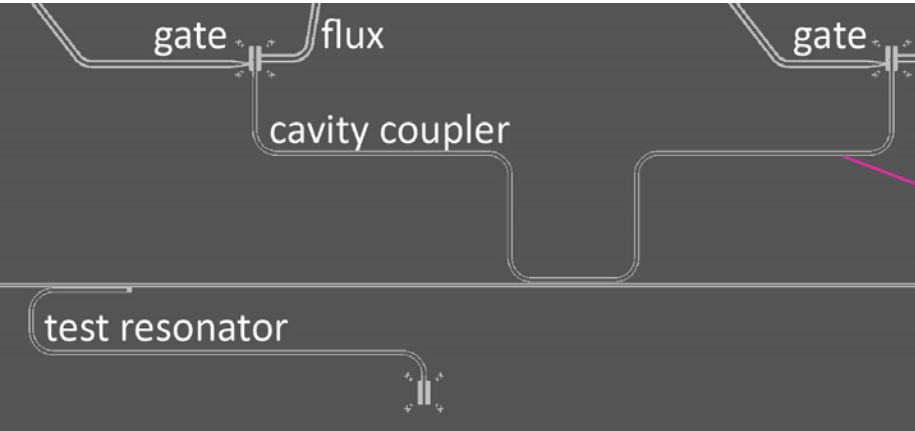 gate
flux
gate
cavity coupler
test resonator